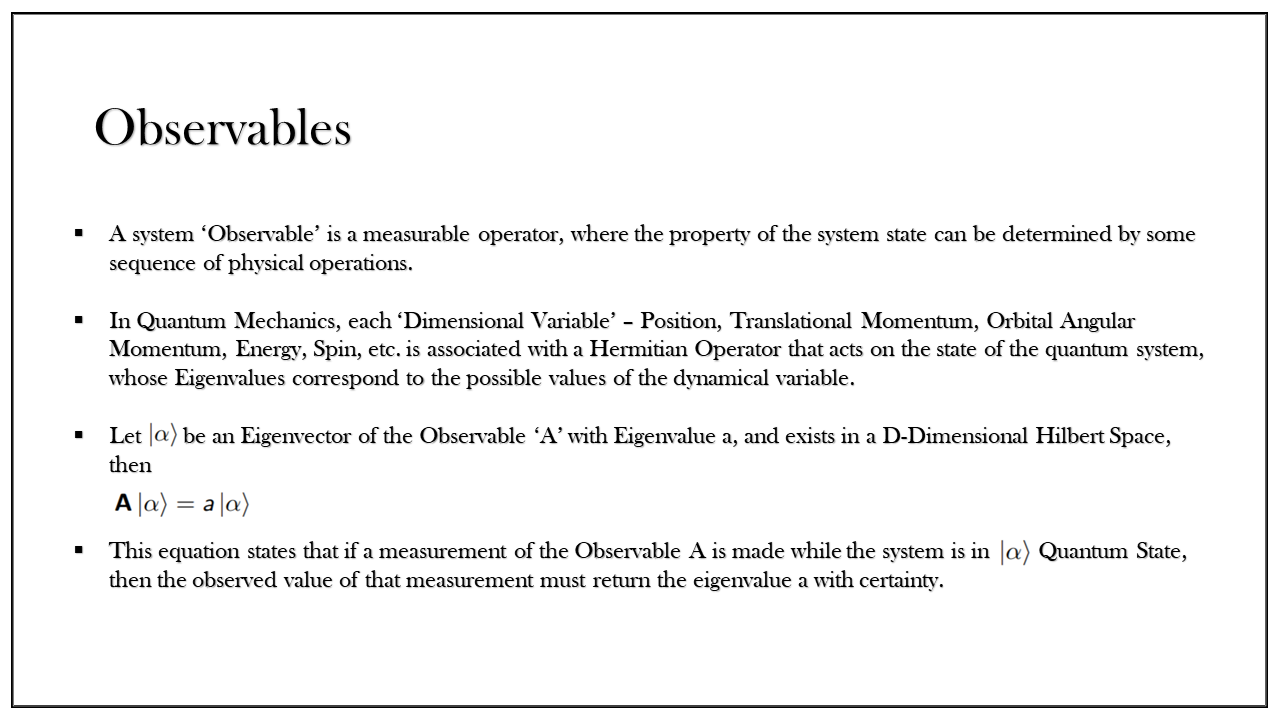 Observables
▪ A system ‘Observable’ is a measurable operator, where the property of the system state can be determined by some
sequence of physical operations.
▪ In Quantum Mechanics, each ‘Dimensional Variable’ – Position, Translational Momentum, Orbital Angular
Momentum, Energy, Spin, etc. is associated with a Hermitian Operator that acts on the state of the quantum system,
whose Eigenvalues correspond to the possible values of the dynamical variable.
▪ Let |α⟩ be an Eigenvector of the Observable ‘A’ with Eigenvalue a, and exists in a D-Dimensional Hilbert Space,
then
A |α⟩ = a |α⟩
▪ This equation states that if a measurement of the Observable A is made while the system is in |α⟩ Quantum State,
then the observed value of that measurement must return the eigenvalue a with certainty.